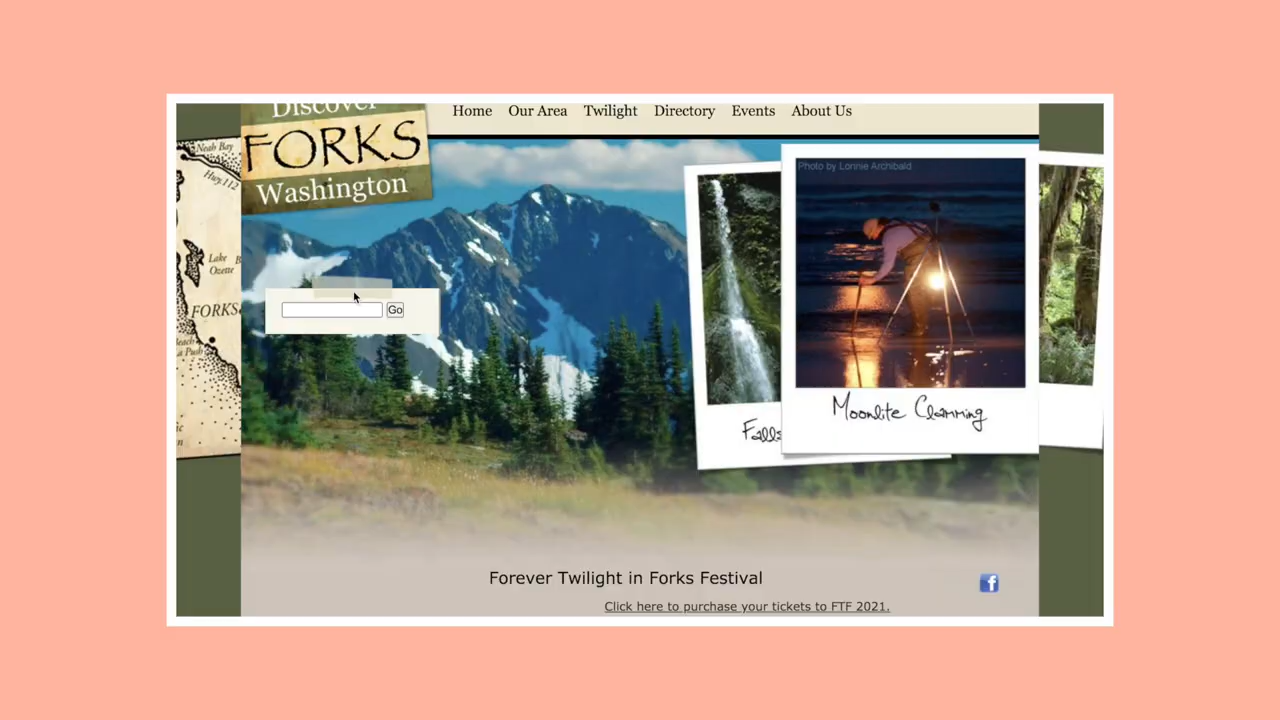 Discover
FORKS
Washington
Home Our Area Twilight Directory Events About Us
Neah Bay
Hwy.112
Lake
Ozette
FORKS
Photo by Lonnie Archibald
Go
Falls
Moonlite Clamming
Forever Twilight in Forks Festival
Click here to purchase your tickets to FTF 2021.